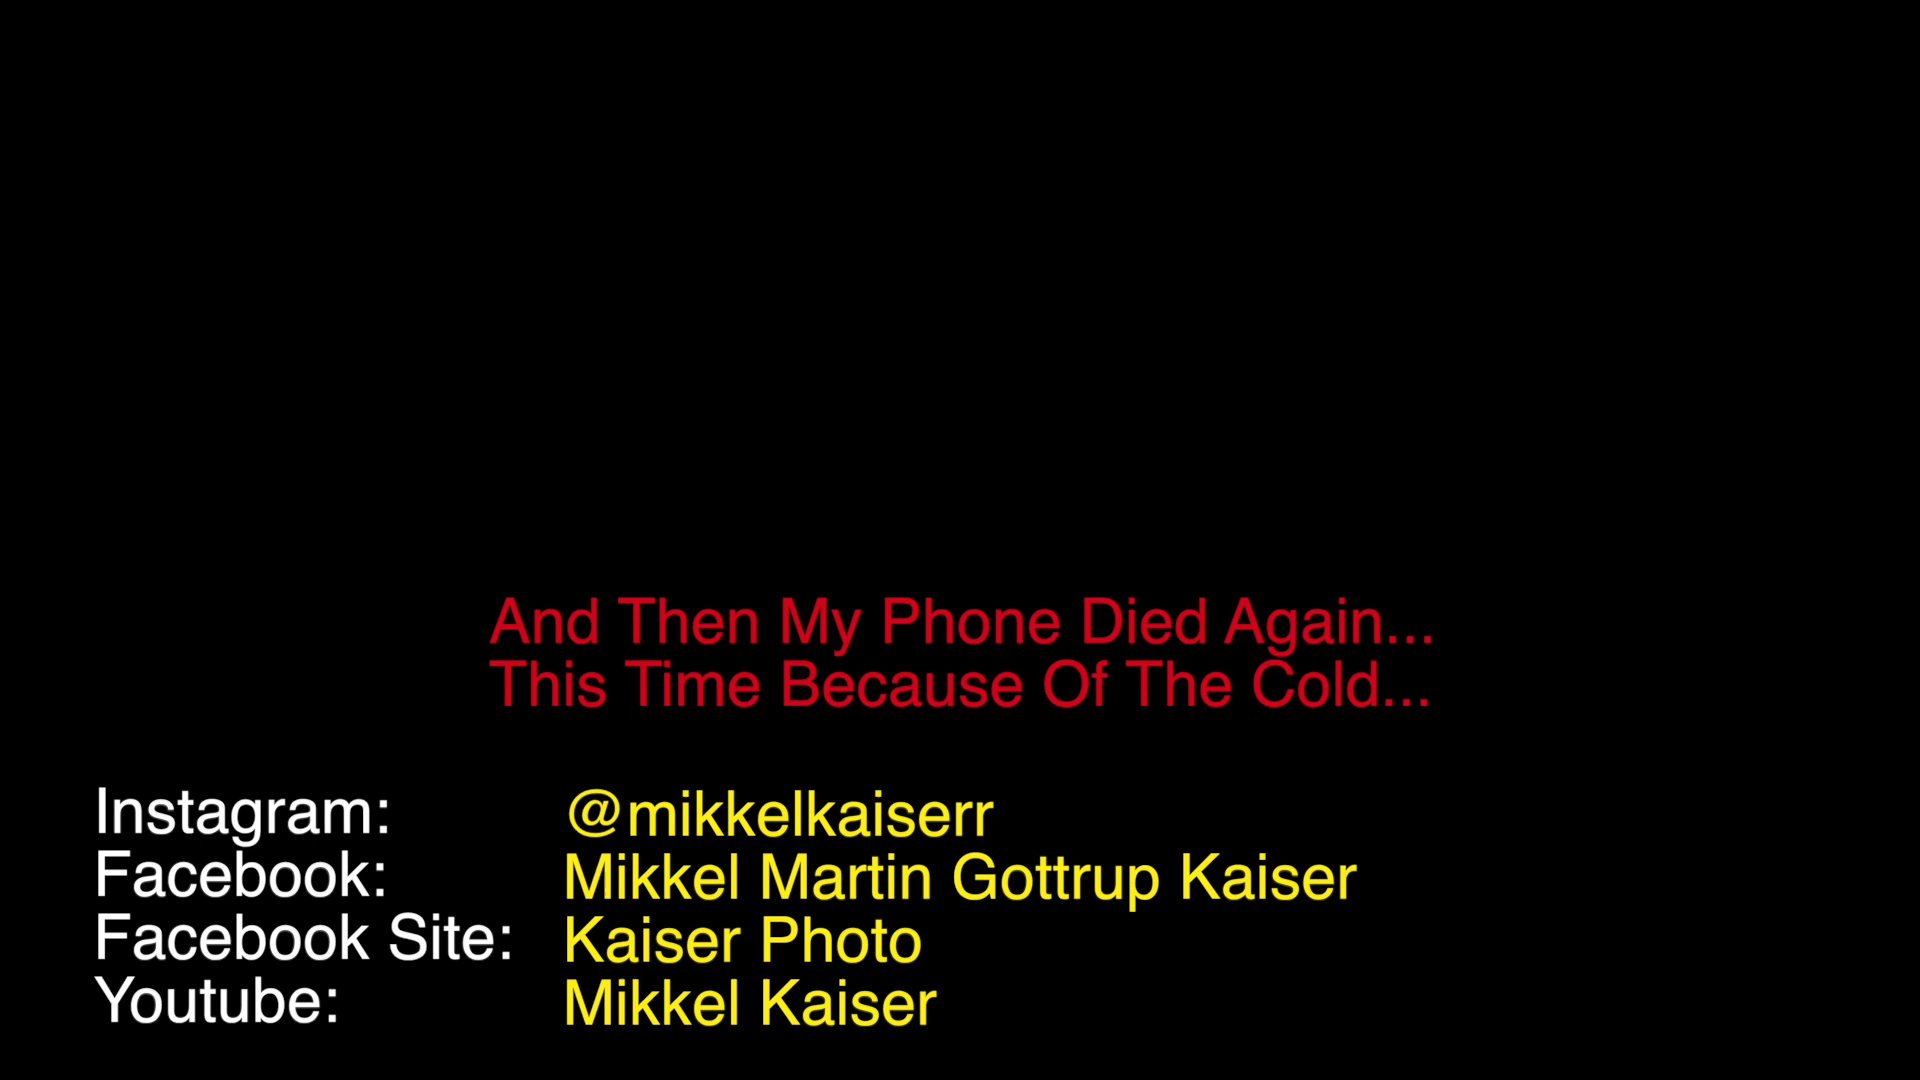 And Then My Phone Died Again...
This Time Because Of The Cold...
Instagram: @mikkelkaiserr
Facebook: Mikkel Martin Gottrup Kaiser
Facebook Site: Kaiser Photo
Youtube: Mikkel Kaiser